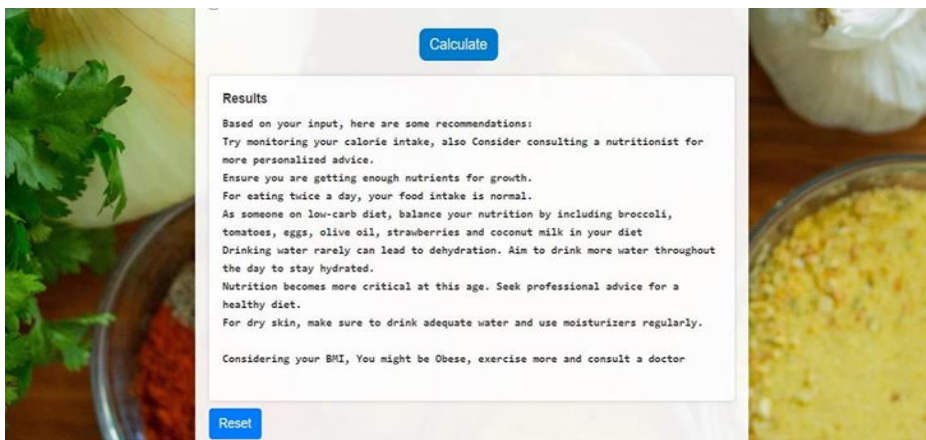 Calculate
Results
Based on your input, here are some recommendations:
Try monitoring your calorie intake, also Consider consulting a nutritionist for
more personalized advice.
Ensure you are getting enough nutrients for growth.
For eating twice a day, your food intake is normal.
As someone on low-carb diet, balance your nutrition by including broccoli,
tomatoes, eggs, olive oil, strawberries and coconut milk in your diet
Drinking water rarely can lead to dehydration. Aim to drink more water throughout
the day to stay hydrated.
Nutrition becomes more critical at this age. Seek professional advice for a
healthy diet.
For dry skin, make sure to drink adequate water and use moisturizers regularly.
Considering your BMI, You might be Obese, exercise more and consult a doctor
Reset